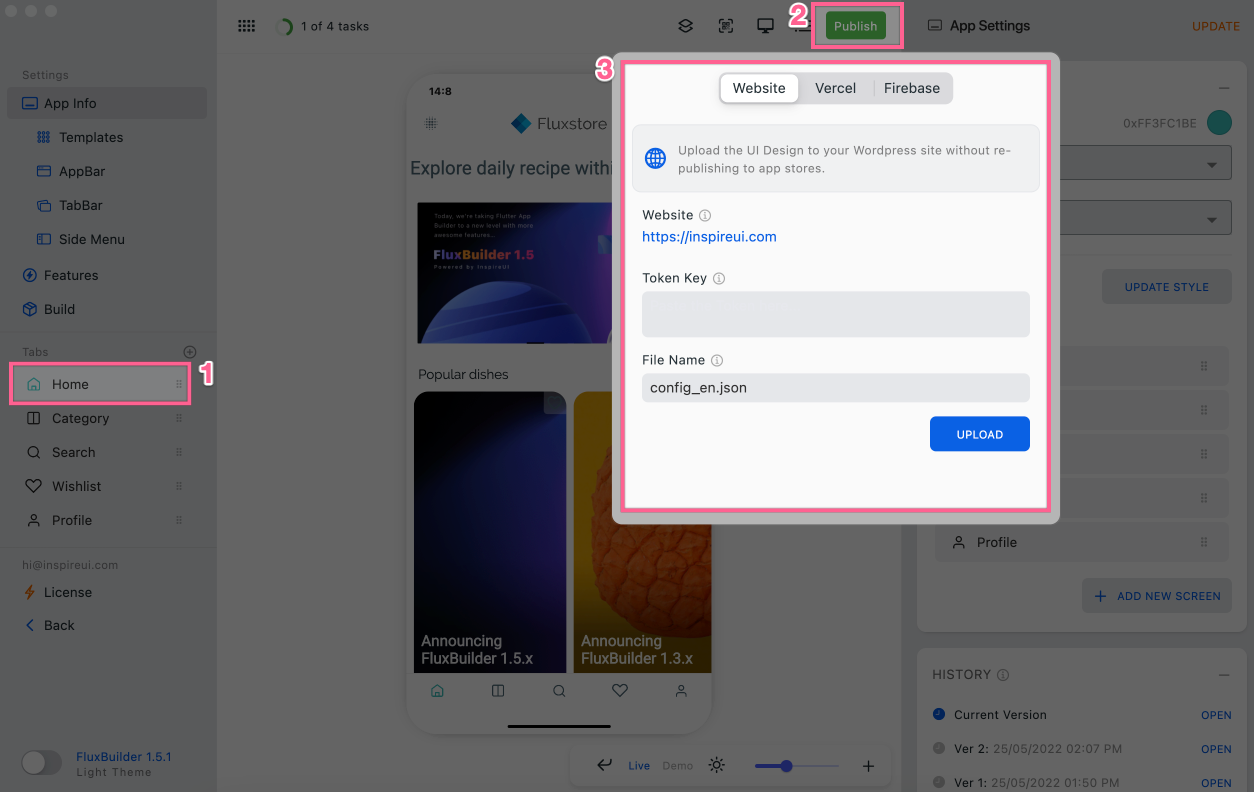 1 of 4 tasks
2
Publish
App Settings
UPDATE
Settings
App Info
Templates
AppBar
TabBar
Side Menu
Features
Build
Tabs
Home
1
Category
Search
Wishlist
Profile
hi@inspireui.com
License
Back
FluxBuilder 1.5.1
Light Theme
14:8
Fluxstore
Explore daily recipe withi
Today, we're taking Flutter App
Builder to a new level with more
awesome features...
FluxBuilder 1.5
Powered by InspireUI
Popular dishes
Announcing
FluxBuilder 1.5.x
Announcing
FluxBuilder 1.3.x
Live
Demo
3
Website
Vercel
Firebase
Upload the UI Design to your Wordpress site without re-
publishing to app stores.
Website
https://inspireui.com
Token Key
File Name
config_en.json
UPLOAD
0xFF3FC1BE
UPDATE STYLE
Profile
ADD NEW SCREEN
HISTORY
Current Version
OPEN
Ver 2: 25/05/2022 02:07 PM
OPEN
Ver 1: 25/05/2022 01:50 PM
OPEN